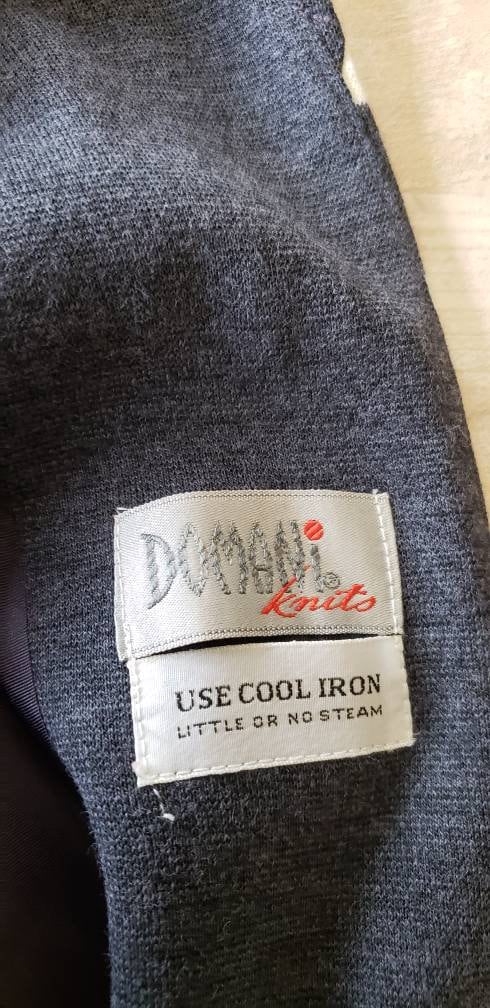 DOMANi®
knits
USE COOL IRON
LITTLE OR NO STEAM